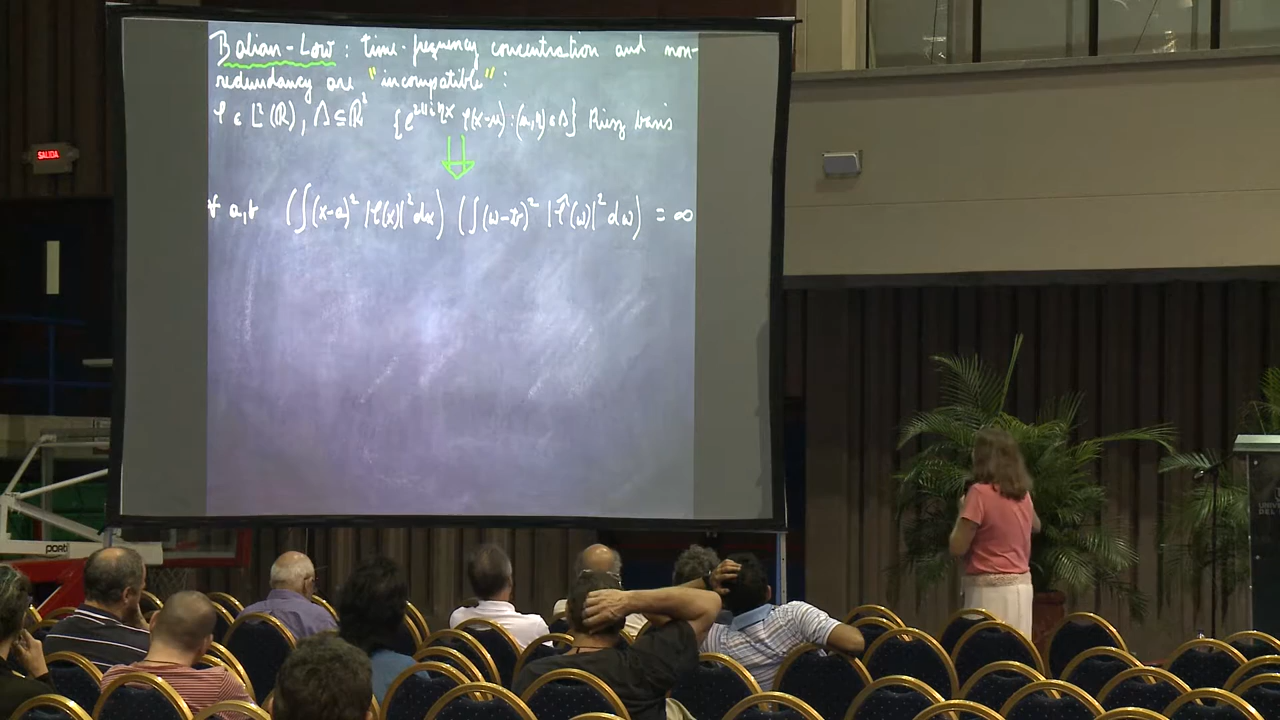 Balian-Low : time-frequency concentration and non-
redundancy are "incompatible" :
φ ∈ L²(ℝ), Λ ⊆ ℝ² {e^{2πiηx} φ(x-u) : (u,η) ∈ Λ} Riesz basis
⇓
∀ a,b (∫(x-a)² |φ(x)|² dx) (∫(ω-b)² |φ̂(ω)|² dω) = ∞
SALIDA
porti